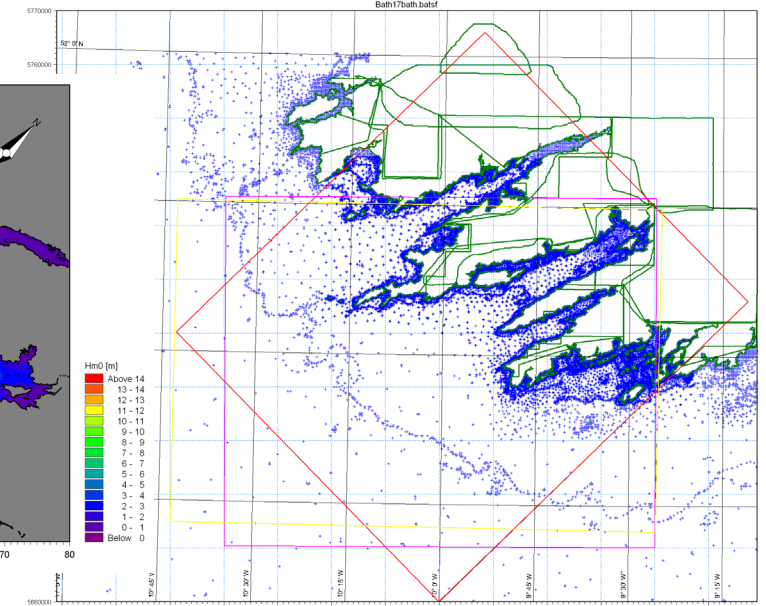 Bath17bath.batsf
5770000
52° 0' N
5760000
N
Hm0 [m]
Above 14
13 - 14
12 - 13
11 - 12
10 - 11
9 - 10
8 - 9
7 - 8
6 - 7
5 - 6
4 - 5
3 - 4
2 - 3
1 - 2
0 - 1
Below 0
70 80
10° 30' W
10° 15' W
9° 45' W
9° 30' W
9° 15' W